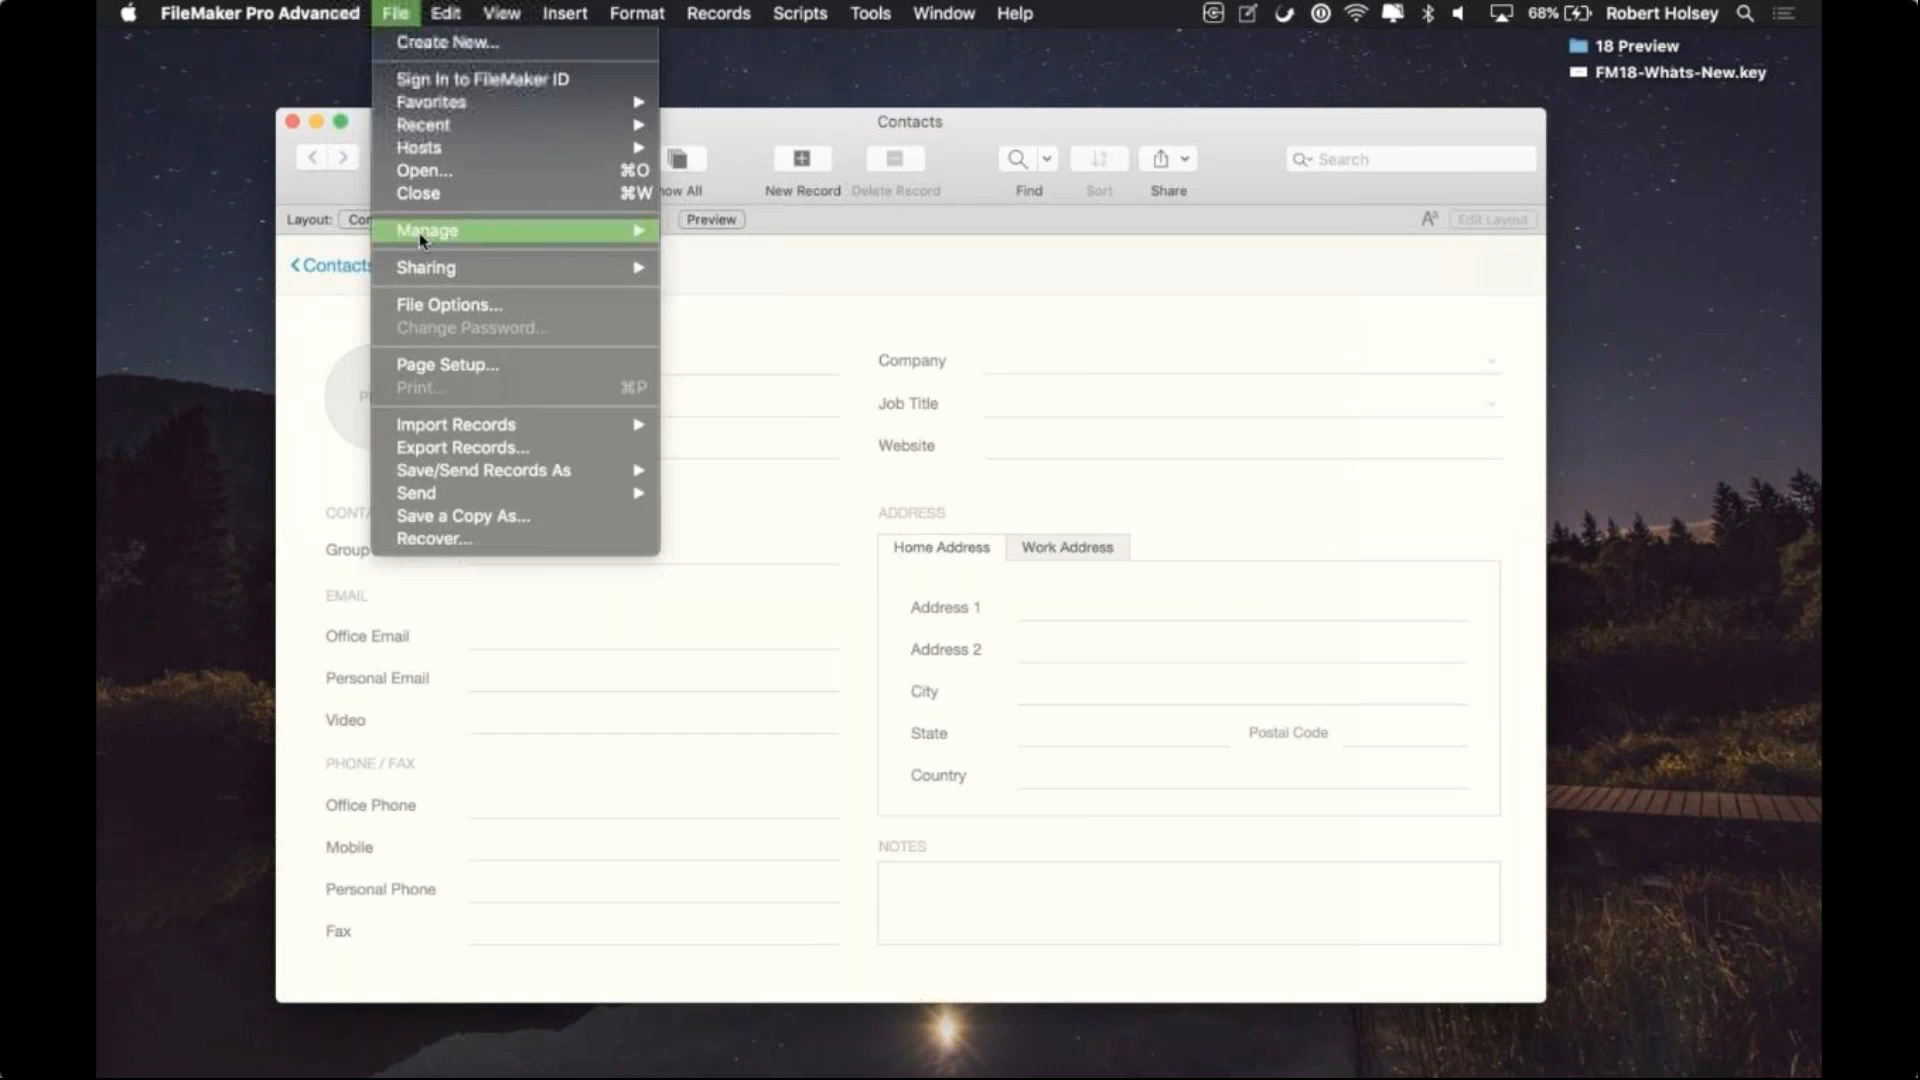 FileMaker Pro Advanced File Edit View Insert Format Records Scripts Tools Window Help 68% Robert Holsey
18 Preview
FM18-Whats-New.key
Create New...
Sign In to FileMaker ID
Favorites
Recent
Hosts
Open... ⌘O
Close ⌘W
Manage
Sharing
File Options...
Change Password...
Page Setup...
Print... ⌘P
Import Records
Export Records...
Save/Send Records As
Send
Save a Copy As...
Recover...
Contacts
Search
New Record Delete Record Find Sort Share
Layout: Preview Edit Layout
Contacts
Company
Job Title
Website
Group
EMAIL
Office Email
Personal Email
Video
PHONE / FAX
Office Phone
Mobile
Personal Phone
Fax
ADDRESS
Home Address Work Address
Address 1
Address 2
City
State Postal Code
Country
NOTES